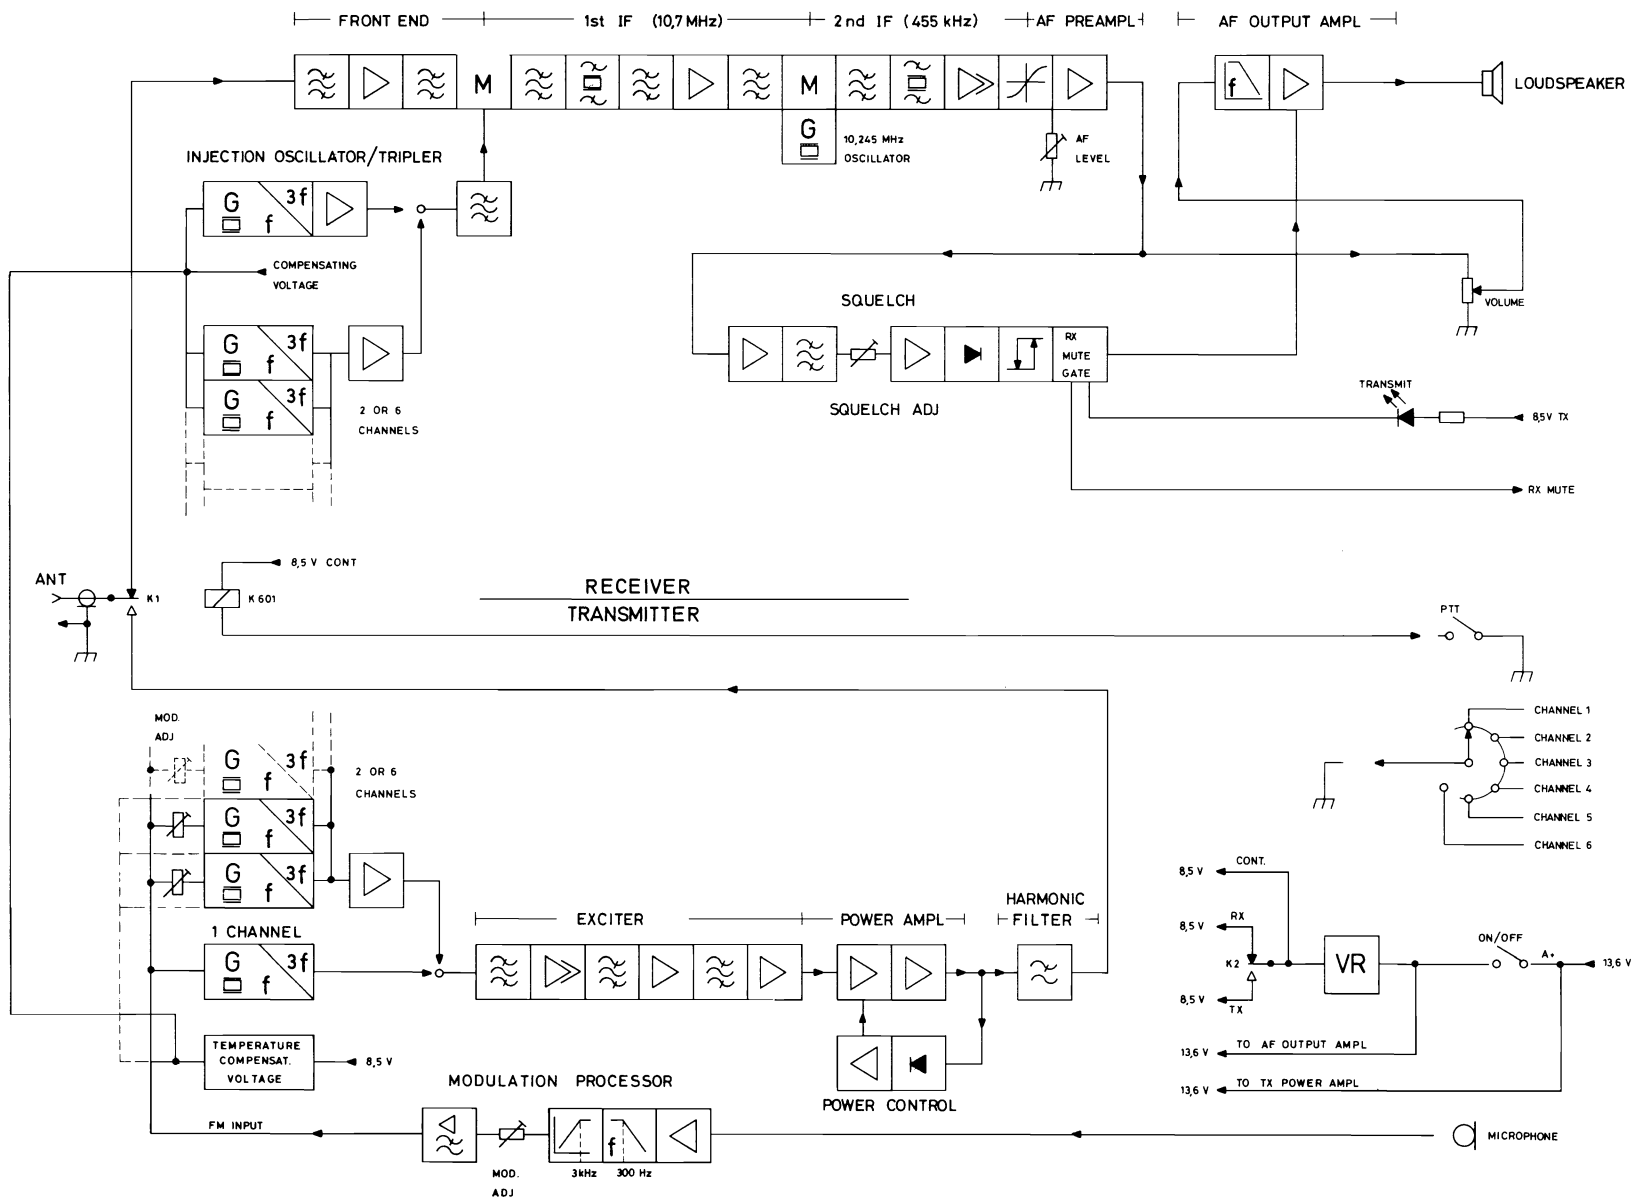 FRONT END
1st IF (10,7 MHz)
2nd IF (455 kHz)
AF PREAMPL
AF OUTPUT AMPL
M
M
f
LOUDSPEAKER
G
10,245 MHz
OSCILLATOR
AF
LEVEL
INJECTION OSCILLATOR/TRIPLER
G
3f
f
COMPENSATING
VOLTAGE
VOLUME
SQUELCH
G
3f
f
RX
MUTE
GATE
G
3f
f
2 OR 6
CHANNELS
SQUELCH ADJ
TRANSMIT
8,5V TX
RX MUTE
8,5 V CONT
ANT
K1
K 601
RECEIVER
TRANSMITTER
PTT
MOD.
ADJ
G
3f
f
2 OR 6
CHANNELS
G
3f
f
G
3f
f
CHANNEL 1
CHANNEL 2
CHANNEL 3
CHANNEL 4
CHANNEL 5
CHANNEL 6
1 CHANNEL
G
3f
f
EXCITER
POWER AMPL
HARMONIC
FILTER
CONT.
8,5 V
RX
8,5 V
K2
VR
ON/OFF
A+
13,6 V
8,5 V
TX
TO AF OUTPUT AMPL
13,6 V
TO TX POWER AMPL
13,6 V
TEMPERATURE
COMPENSAT.
VOLTAGE
8,5 V
POWER CONTROL
MODULATION PROCESSOR
FM INPUT
MOD.
ADJ
f
3kHz
300 Hz
MICROPHONE